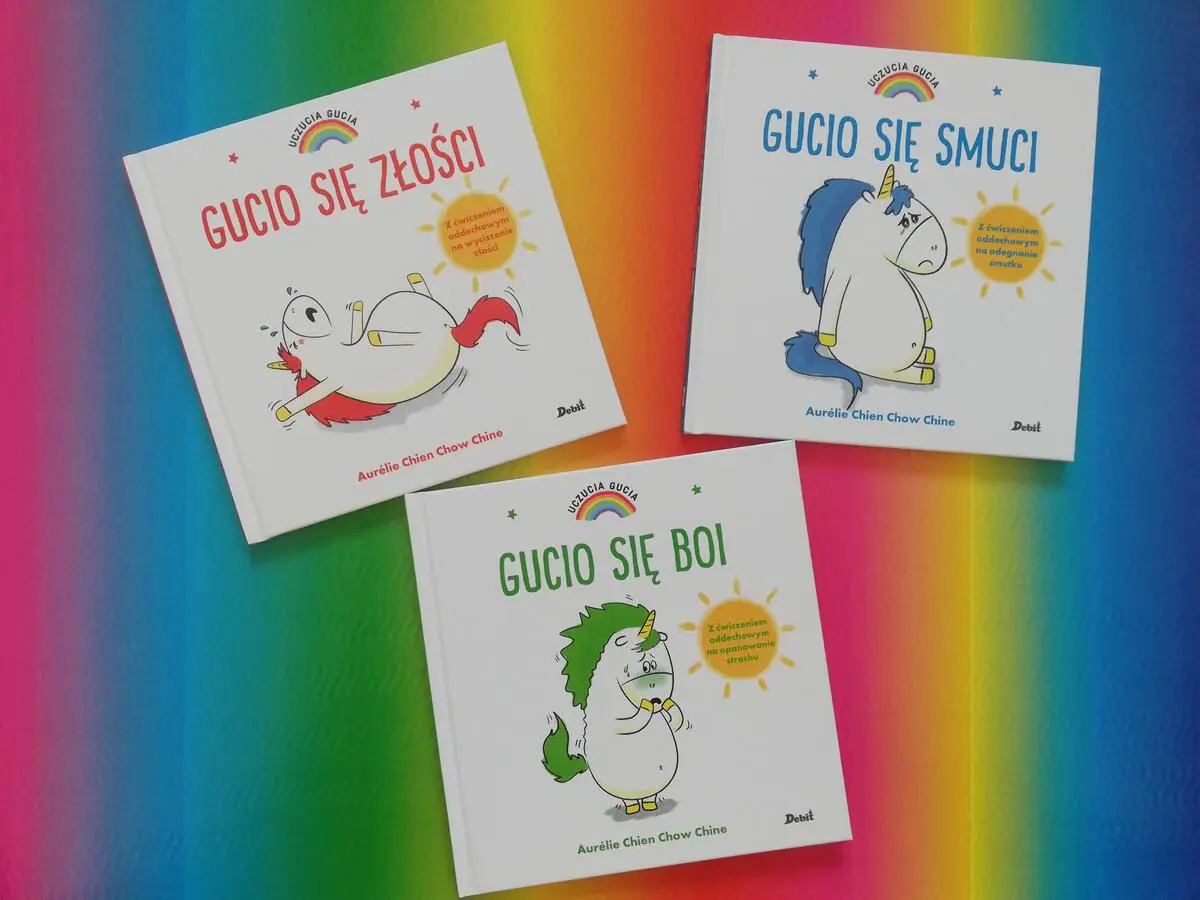 UCZUCIA GUCIA
GUCIO SIĘ ZŁOŚCI
Z ćwiczeniem
oddechowym
na wyciszenie
złości
Debit
Aurélie Chien Chow Chine
UCZUCIA GUCIA
GUCIO SIĘ SMUCI
Z ćwiczeniem
oddechowym
na odegnanie
smutku
Aurélie Chien Chow Chine
Debit
UCZUCIA GUCIA
GUCIO SIĘ BOI
Z ćwiczeniem
oddechowym
na opanowanie
strachu
Debit
Aurélie Chien Chow Chine